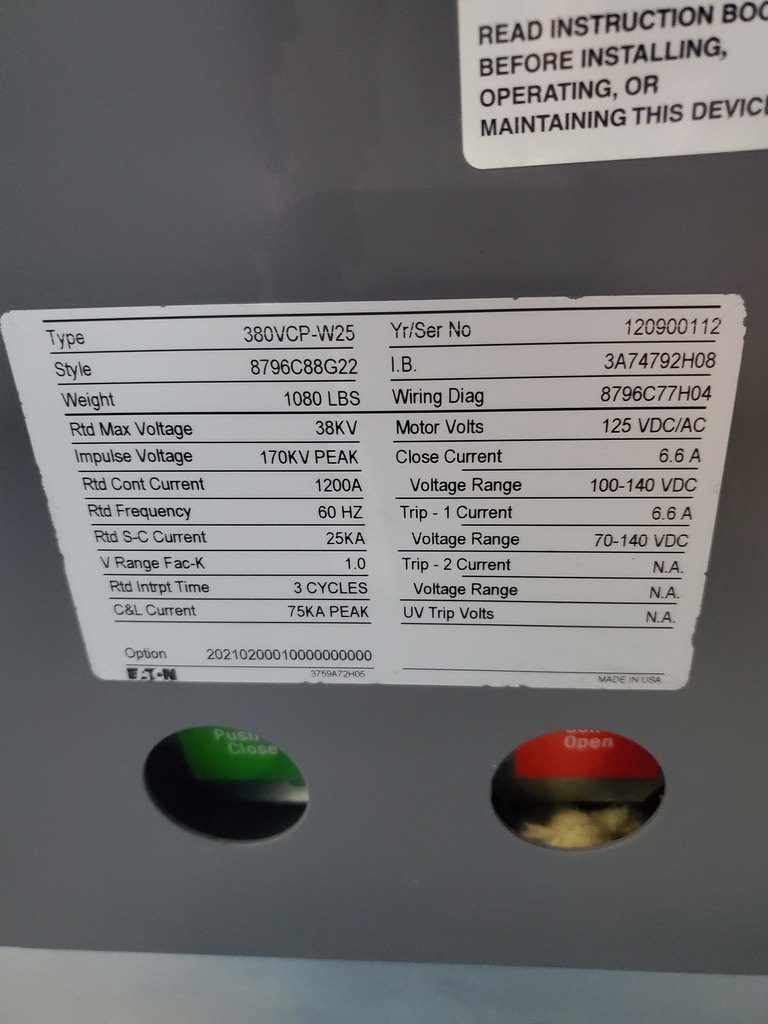 READ INSTRUCTION
BEFORE INSTALLING,
OPERATING, OR
MAINTAINING THIS
Type 380VCP-W25 Yr/Ser No 120900112
Style 8796C88G22 I.B. 3A74792H08
Weight 1080 LBS Wiring Diag 8796C77H04
Rtd Max Voltage 38KV Motor Volts 125 VDC/AC
Impulse Voltage 170KV PEAK Close Current 6.6 A
Rtd Cont Current 1200A Voltage Range 100-140 VDC
Rtd Frequency 60 HZ Trip - 1 Current 6.6 A
Rtd S-C Current 25KA Voltage Range 70-140 VDC
V Range Fac-K 1.0 Trip - 2 Current N.A.
Rtd Intrpt Time 3 CYCLES Voltage Range N.A.
C&L Current 75KA PEAK UV Trip Volts N.A.
Option 20210200010000000000
EATON 3759A72H05 MADE IN USA
Push
Close
Open